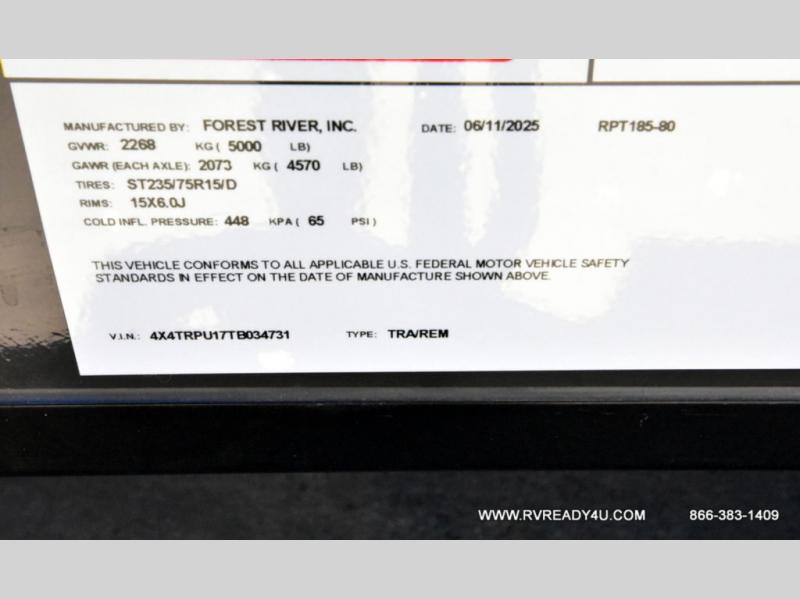 MANUFACTURED BY: FOREST RIVER, INC. DATE: 06/11/2025 RPT185-80
GVWR: 2268 KG ( 5000 LB)
GAWR (EACH AXLE): 2073 KG ( 4570 LB)
TIRES: ST235/75R15/D
RIMS: 15X6.0J
COLD INFL. PRESSURE: 448 KPA ( 65 PSI )
THIS VEHICLE CONFORMS TO ALL APPLICABLE U.S. FEDERAL MOTOR VEHICLE SAFETY
STANDARDS IN EFFECT ON THE DATE OF MANUFACTURE SHOWN ABOVE.
V.I.N.: 4X4TRPU17TB034731 TYPE: TRA/REM
WWW.RVREADY4U.COM 866-383-1409